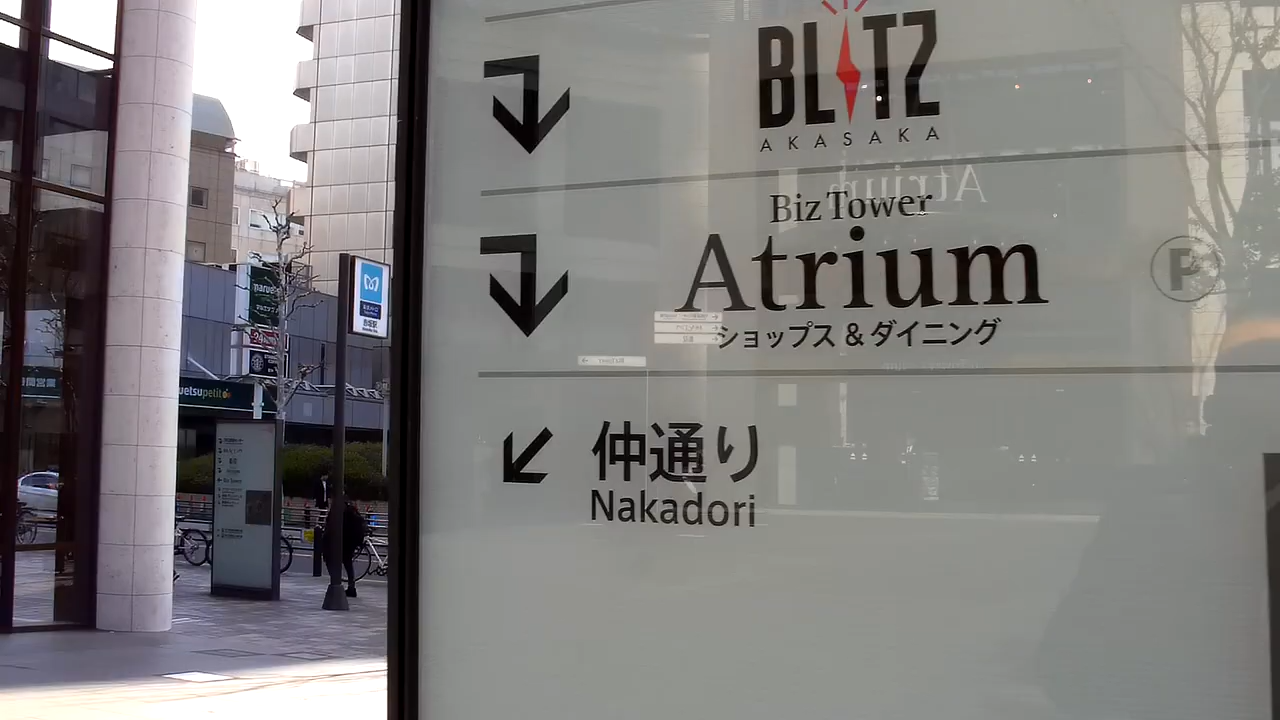 BLITZ
AKASAKA
Biz Tower
Atrium
ショップス & ダイニング
P
仲通り
Nakadori
uetsupetit